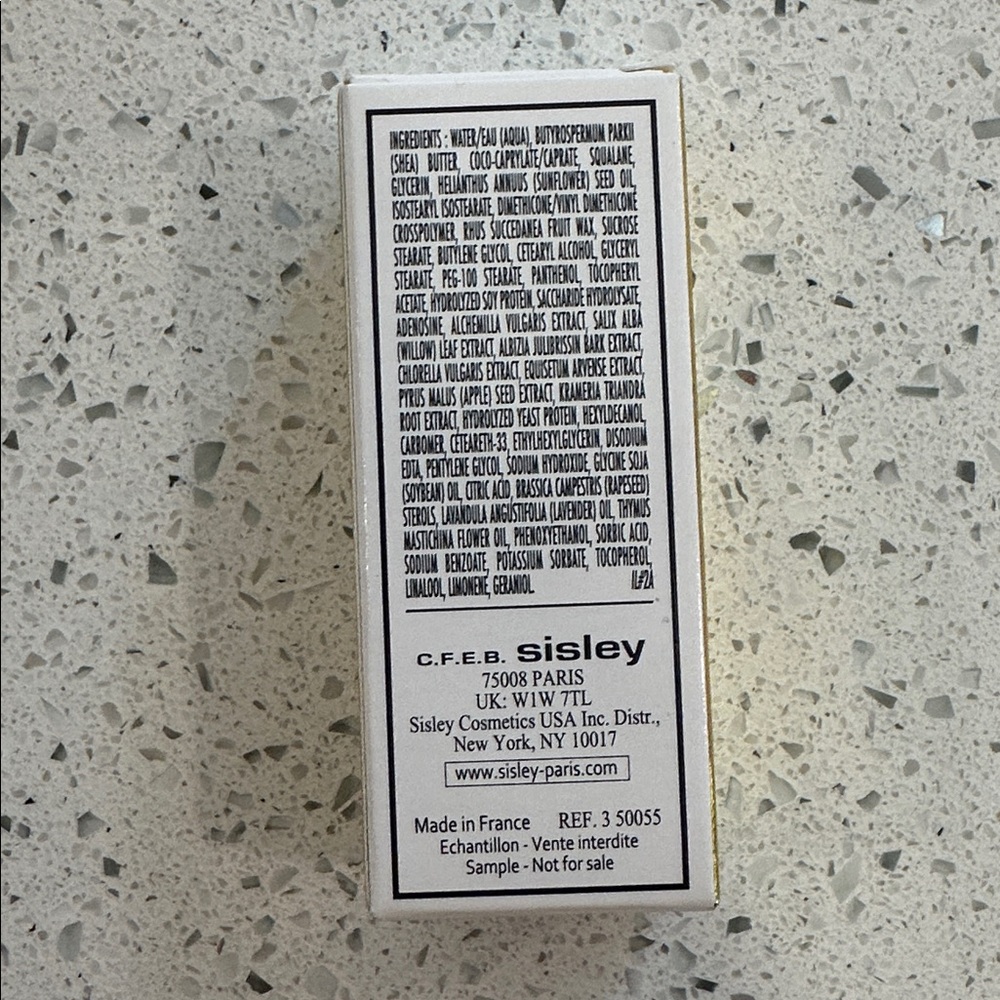 INGREDIENTS : WATER/EAU (AQUA), BUTYROSPERMUM PARKII
(SHEA) BUTTER, COCO-CAPRYLATE/CAPRATE, SQUALANE,
GLYCERIN, HELIANTHUS ANNUUS (SUNFLOWER) SEED OIL,
ISOSTEARYL ISOSTEARATE, DIMETHICONE/VINYL DIMETHICONE
CROSSPOLYMER, RHUS SUCCEDANEA FRUIT WAX, SUCROSE
STEARATE, BUTYLENE GLYCOL, CETEARYL ALCOHOL, GLYCERYL
STEARATE, PEG-100 STEARATE, PANTHENOL, TOCOPHERYL
ACETATE, HYDROLYZED SOY PROTEIN, SACCHARIDE HYDROLYSATE,
ADENOSINE, ALCHEMILLA VULGARIS EXTRACT, SALIX ALBA
(WILLOW) LEAF EXTRACT, ALBIZIA JULIBRISSIN BARK EXTRACT,
CHLORELLA VULGARIS EXTRACT, EQUISETUM ARVENSE EXTRACT,
PYRUS MALUS (APPLE) SEED EXTRACT, KRAMERIA TRIANDRA
ROOT EXTRACT, HYDROLYZED YEAST PROTEIN, HEXYLDECANOL,
CARBOMER, CETEARETH-33, ETHYLHEXYLGLYCERIN, DISODIUM
EDTA, PENTYLENE GLYCOL, SODIUM HYDROXIDE, GLYCINE SOJA
(SOYBEAN) OIL, CITRIC ACID, BRASSICA CAMPESTRIS (RAPESEED)
STEROLS, LAVANDULA ANGUSTIFOLIA (LAVENDER) OIL, THYMUS
MASTICHINA FLOWER OIL, PHENOXYETHANOL, SORBIC ACID,
SODIUM BENZOATE, POTASSIUM SORBATE, TOCOPHEROL,
LINALOOL, LIMONENE, GERANIOL. IL#2A
C.F.E.B. sisley
75008 PARIS
UK: W1W 7TL
Sisley Cosmetics USA Inc. Distr.,
New York, NY 10017
www.sisley-paris.com
Made in France REF. 3 50055
Echantillon - Vente interdite
Sample - Not for sale